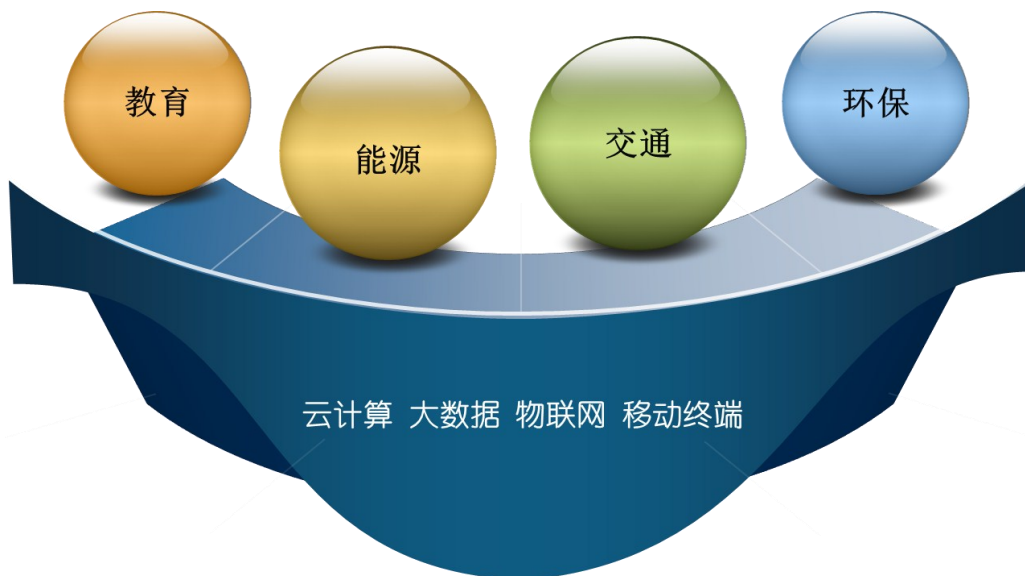 教育
能源
交通
环保
云计算 大数据 物联网 移动终端